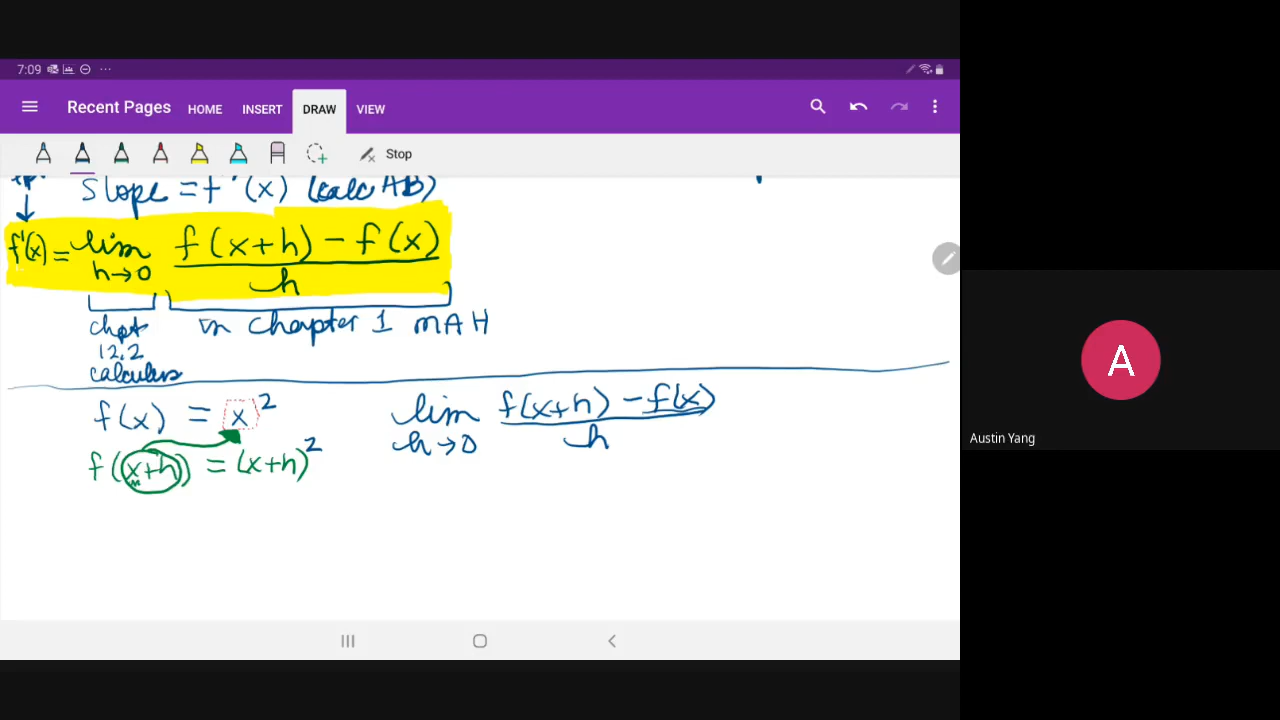 7:09
Recent Pages HOME INSERT DRAW VIEW
Stop
Slope = f'(x) (calc AB)
f'(x) = lim h→0 f(x+h) − f(x) / h
chpt 12.2 calculus
in chapter 1 MAH
f(x) = x²
f(x+h) = (x+h)²
lim h→0 f(x+h) − f(x) / h
A
Austin Yang